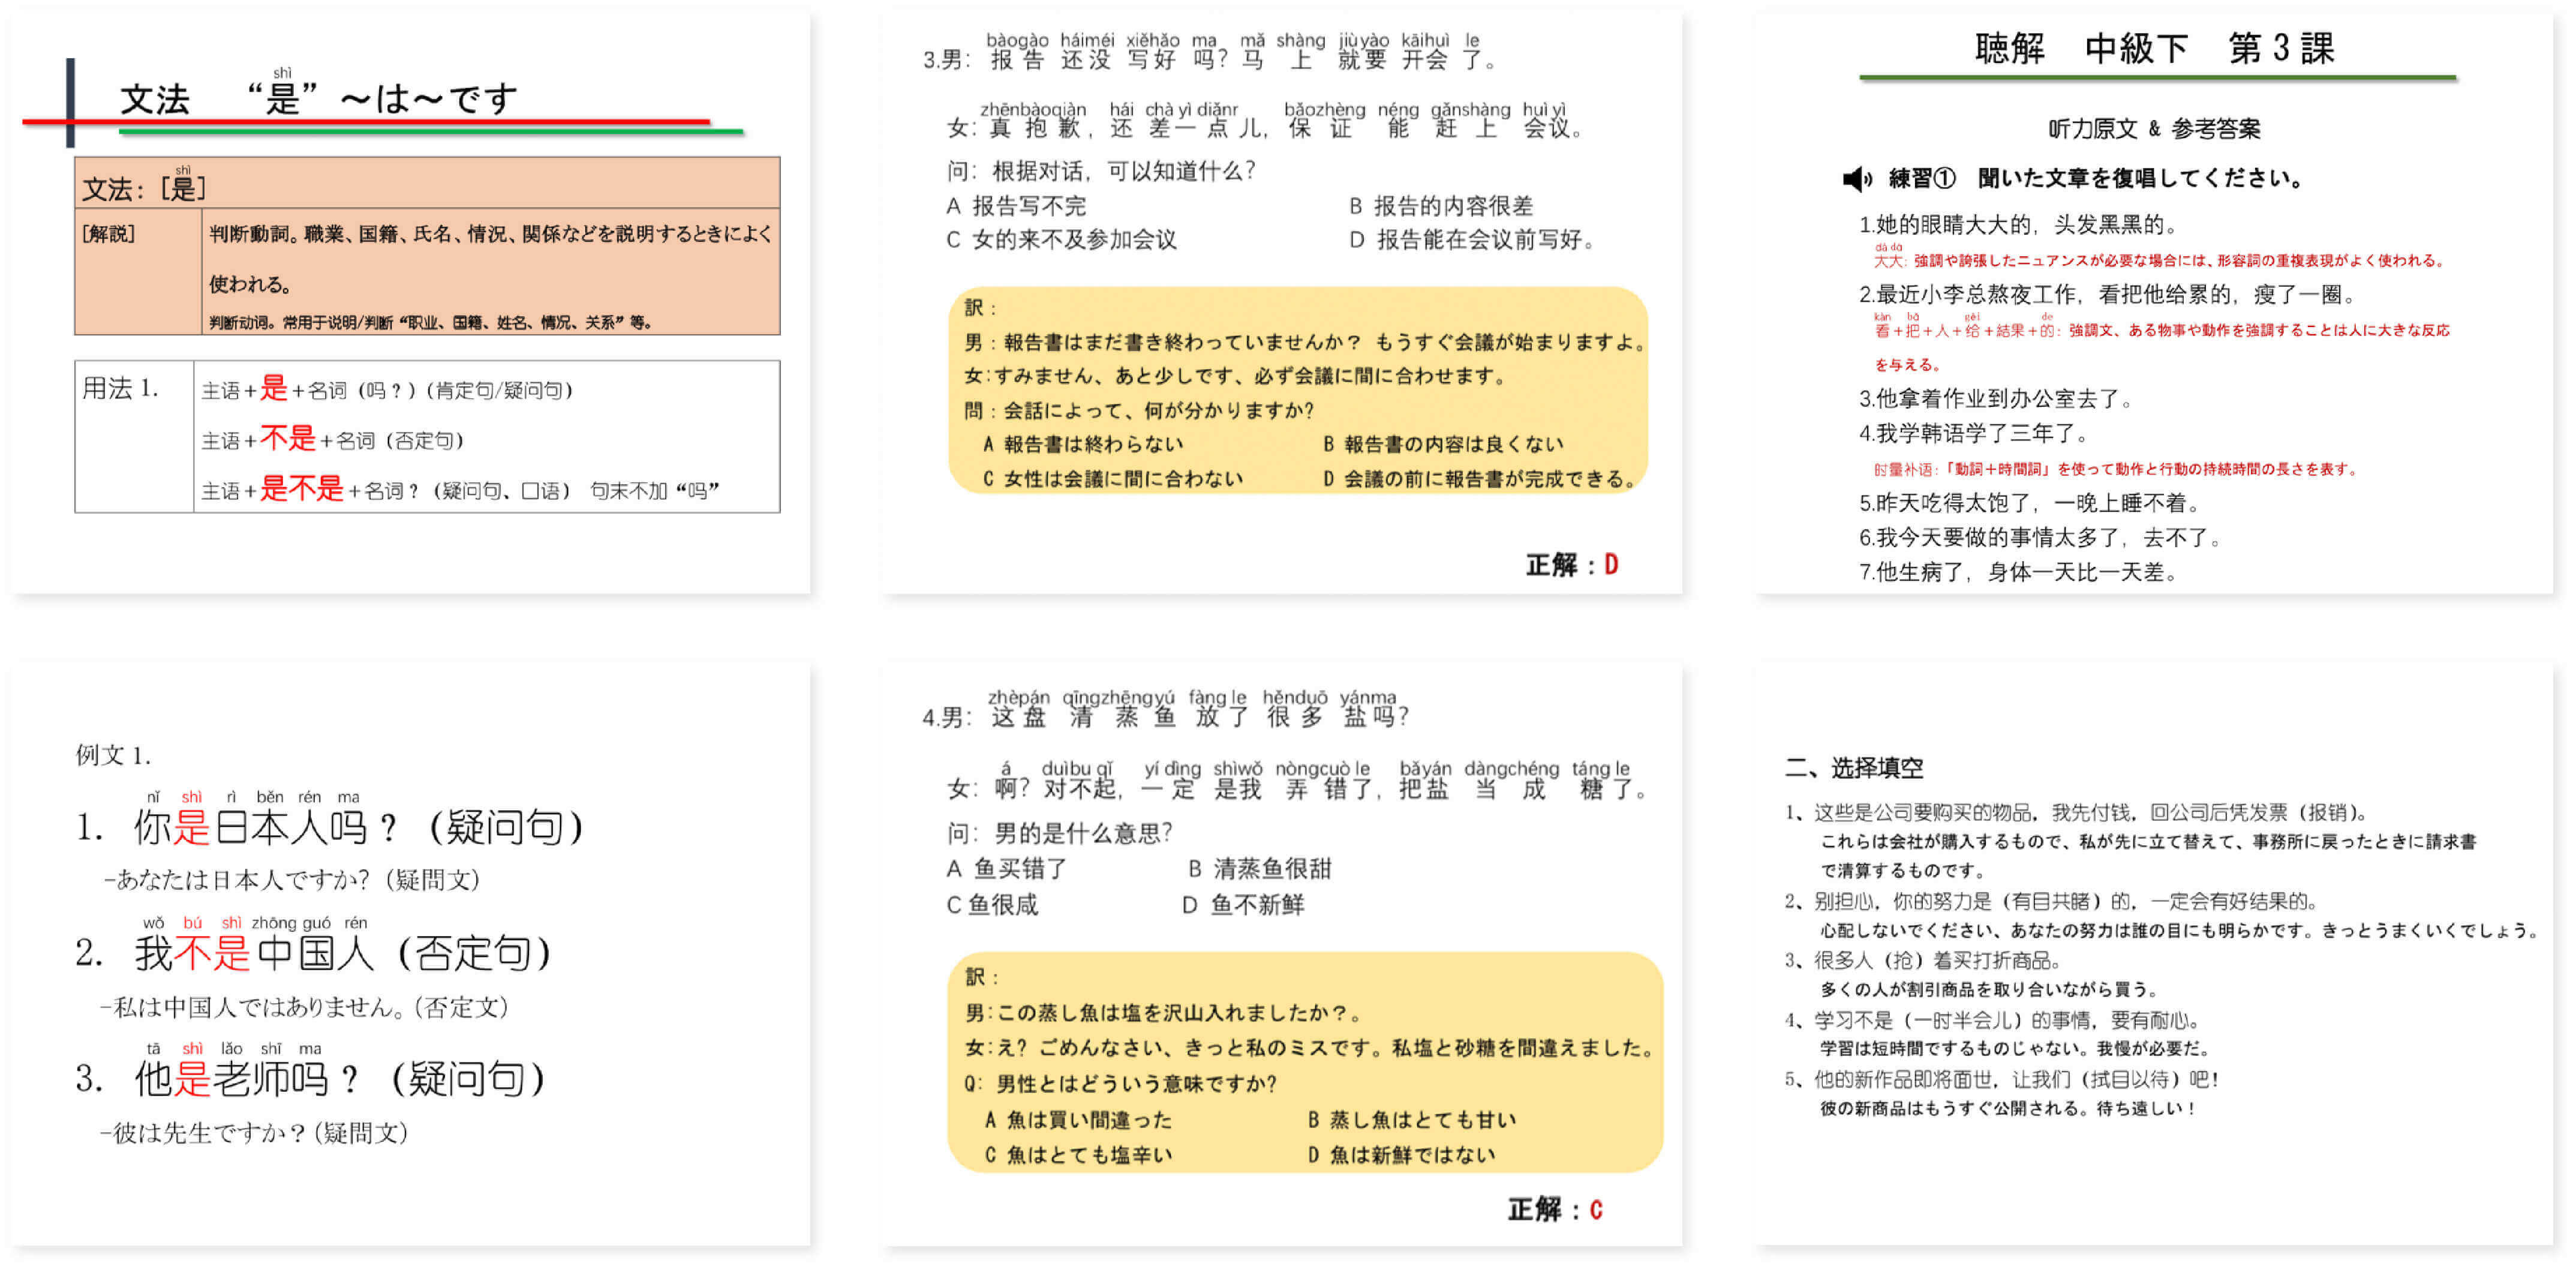 shì
文法 “是” ～は～です
shì
文法：[是]
[解説] 判断動詞。職業、国籍、氏名、情況、関係などを説明するときによく
使われる。
判断动词。常用于说明/判断“职业、国籍、姓名、情况、关系”等。
用法 1. 主语+是+名词（吗？）（肯定句/疑问句）
主语+不是+名词（否定句）
主语+是不是+名词？（疑问句、口语） 句末不加“吗”
bàogào háiméi xiěhǎo ma mǎ shàng jiùyào kāihuì le
3.男：报告还没写好吗？马上就要开会了。
zhēnbàoqiàn hái chà yì diǎnr bǎozhèng néng gǎnshàng huì yì
女：真抱歉，还差一点儿，保证能赶上会议。
问：根据对话，可以知道什么？
A 报告写不完 B 报告的内容很差
C 女的来不及参加会议 D 报告能在会议前写好。
訳：
男：報告書はまだ書き終わっていませんか？ もうすぐ会議が始まりますよ。
女：すみません、あと少しです、必ず会議に間に合わせます。
問：会話によって、何が分かりますか？
A 報告書は終わらない B 報告書の内容は良くない
C 女性は会議に間に合わない D 会議の前に報告書が完成できる。
正解：D
聴解 中級下 第3課
听力原文 & 参考答案
練習① 聞いた文章を復唱してください。
1.她的眼睛大大的，头发黑黑的。
dà dà
大大：強調や誇張したニュアンスが必要な場合には、形容詞の重複表現がよく使われる。
2.最近小李总熬夜工作，看把他给累的，瘦了一圈。
kàn bǎ gěi de
看+把+人+给+結果+的：強調文、ある物事や動作を強調することは人に大きな反応
を与える。
3.他拿着作业到办公室去了。
4.我学韩语学了三年了。
时量补语：「動詞＋時間詞」を使って動作と行動の持続時間の長さを表す。
5.昨天吃得太饱了，一晚上睡不着。
6.我今天要做的事情太多了，去不了。
7.他生病了，身体一天比一天差。
例文 1.
nǐ shì rì běn rén ma
1. 你是日本人吗？（疑问句）
-あなたは日本人ですか？（疑問文）
wǒ bú shì zhōng guó rén
2. 我不是中国人（否定句）
-私は中国人ではありません。（否定文）
tā shì lǎo shī ma
3. 他是老师吗？（疑问句）
-彼は先生ですか？（疑問文）
zhèpán qīngzhēngyú fàng le hěnduō yánma
4.男：这盘清蒸鱼放了很多盐吗？
á duìbu qǐ yí dìng shìwǒ nòngcuò le bǎyán dàngchéng táng le
女：啊？对不起，一定是我弄错了，把盐当成糖了。
问：男的是什么意思？
A 鱼买错了 B 清蒸鱼很甜
C 鱼很咸 D 鱼不新鲜
訳：
男：この蒸し魚は塩を沢山入れましたか？。
女：え？ごめんなさい、きっと私のミスです。私塩と砂糖を間違えました。
Q：男性とはどういう意味ですか？
A 魚は買い間違った B 蒸し魚はとても甘い
C 魚はとても塩辛い D 魚は新鮮ではない
正解：C
二、选择填空
1、这些是公司要购买的物品，我先付钱，回公司后凭发票（报销）。
これらは会社が購入するもので、私が先に立て替えて、事務所に戻ったときに請求書
で清算するものです。
2、别担心，你的努力是（有目共睹）的，一定会有好结果的。
心配しないでください、あなたの努力は誰の目にも明らかです。きっとうまくいくでしょう。
3、很多人（抢）着买打折商品。
多くの人が割引商品を取り合いながら買う。
4、学习不是（一时半会儿）的事情，要有耐心。
学習は短時間でするものじゃない。我慢が必要だ。
5、他的新作品即将面世，让我们（拭目以待）吧！
彼の新商品はもうすぐ公開される。待ち遠しい！